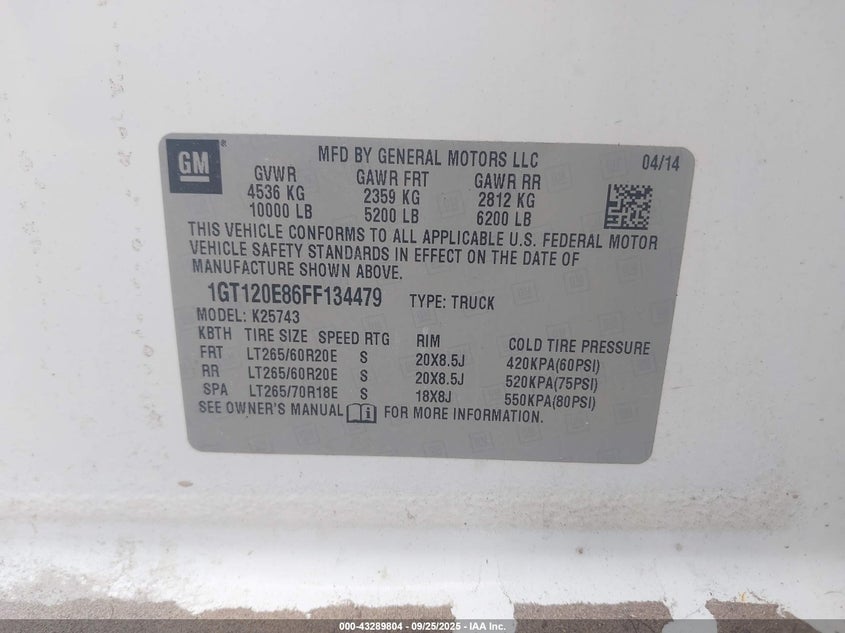 GM
MFD BY GENERAL MOTORS LLC 04/14
GVWR GAWR FRT GAWR RR
4536 KG 2359 KG 2812 KG
10000 LB 5200 LB 6200 LB
THIS VEHICLE CONFORMS TO ALL APPLICABLE U.S. FEDERAL MOTOR
VEHICLE SAFETY STANDARDS IN EFFECT ON THE DATE OF
MANUFACTURE SHOWN ABOVE.
1GT120E86FF134479 TYPE: TRUCK
MODEL: K25743
KBTH TIRE SIZE SPEED RTG RIM COLD TIRE PRESSURE
FRT LT265/60R20E S 20X8.5J 420KPA(60PSI)
RR LT265/60R20E S 20X8.5J 520KPA(75PSI)
SPA LT265/70R18E S 18X8J 550KPA(80PSI)
SEE OWNER'S MANUAL FOR MORE INFORMATION.
000-43289804 - 09/25/2025 - IAA Inc.